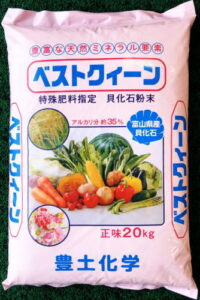 豊富な天然ミネラル要素
ベストクィーン
特殊肥料指定 貝化石粉末
アルカリ分 約35%
富山県産
貝化石
ベストクィーン
ベストクィーン
正味20kg
豊土化学